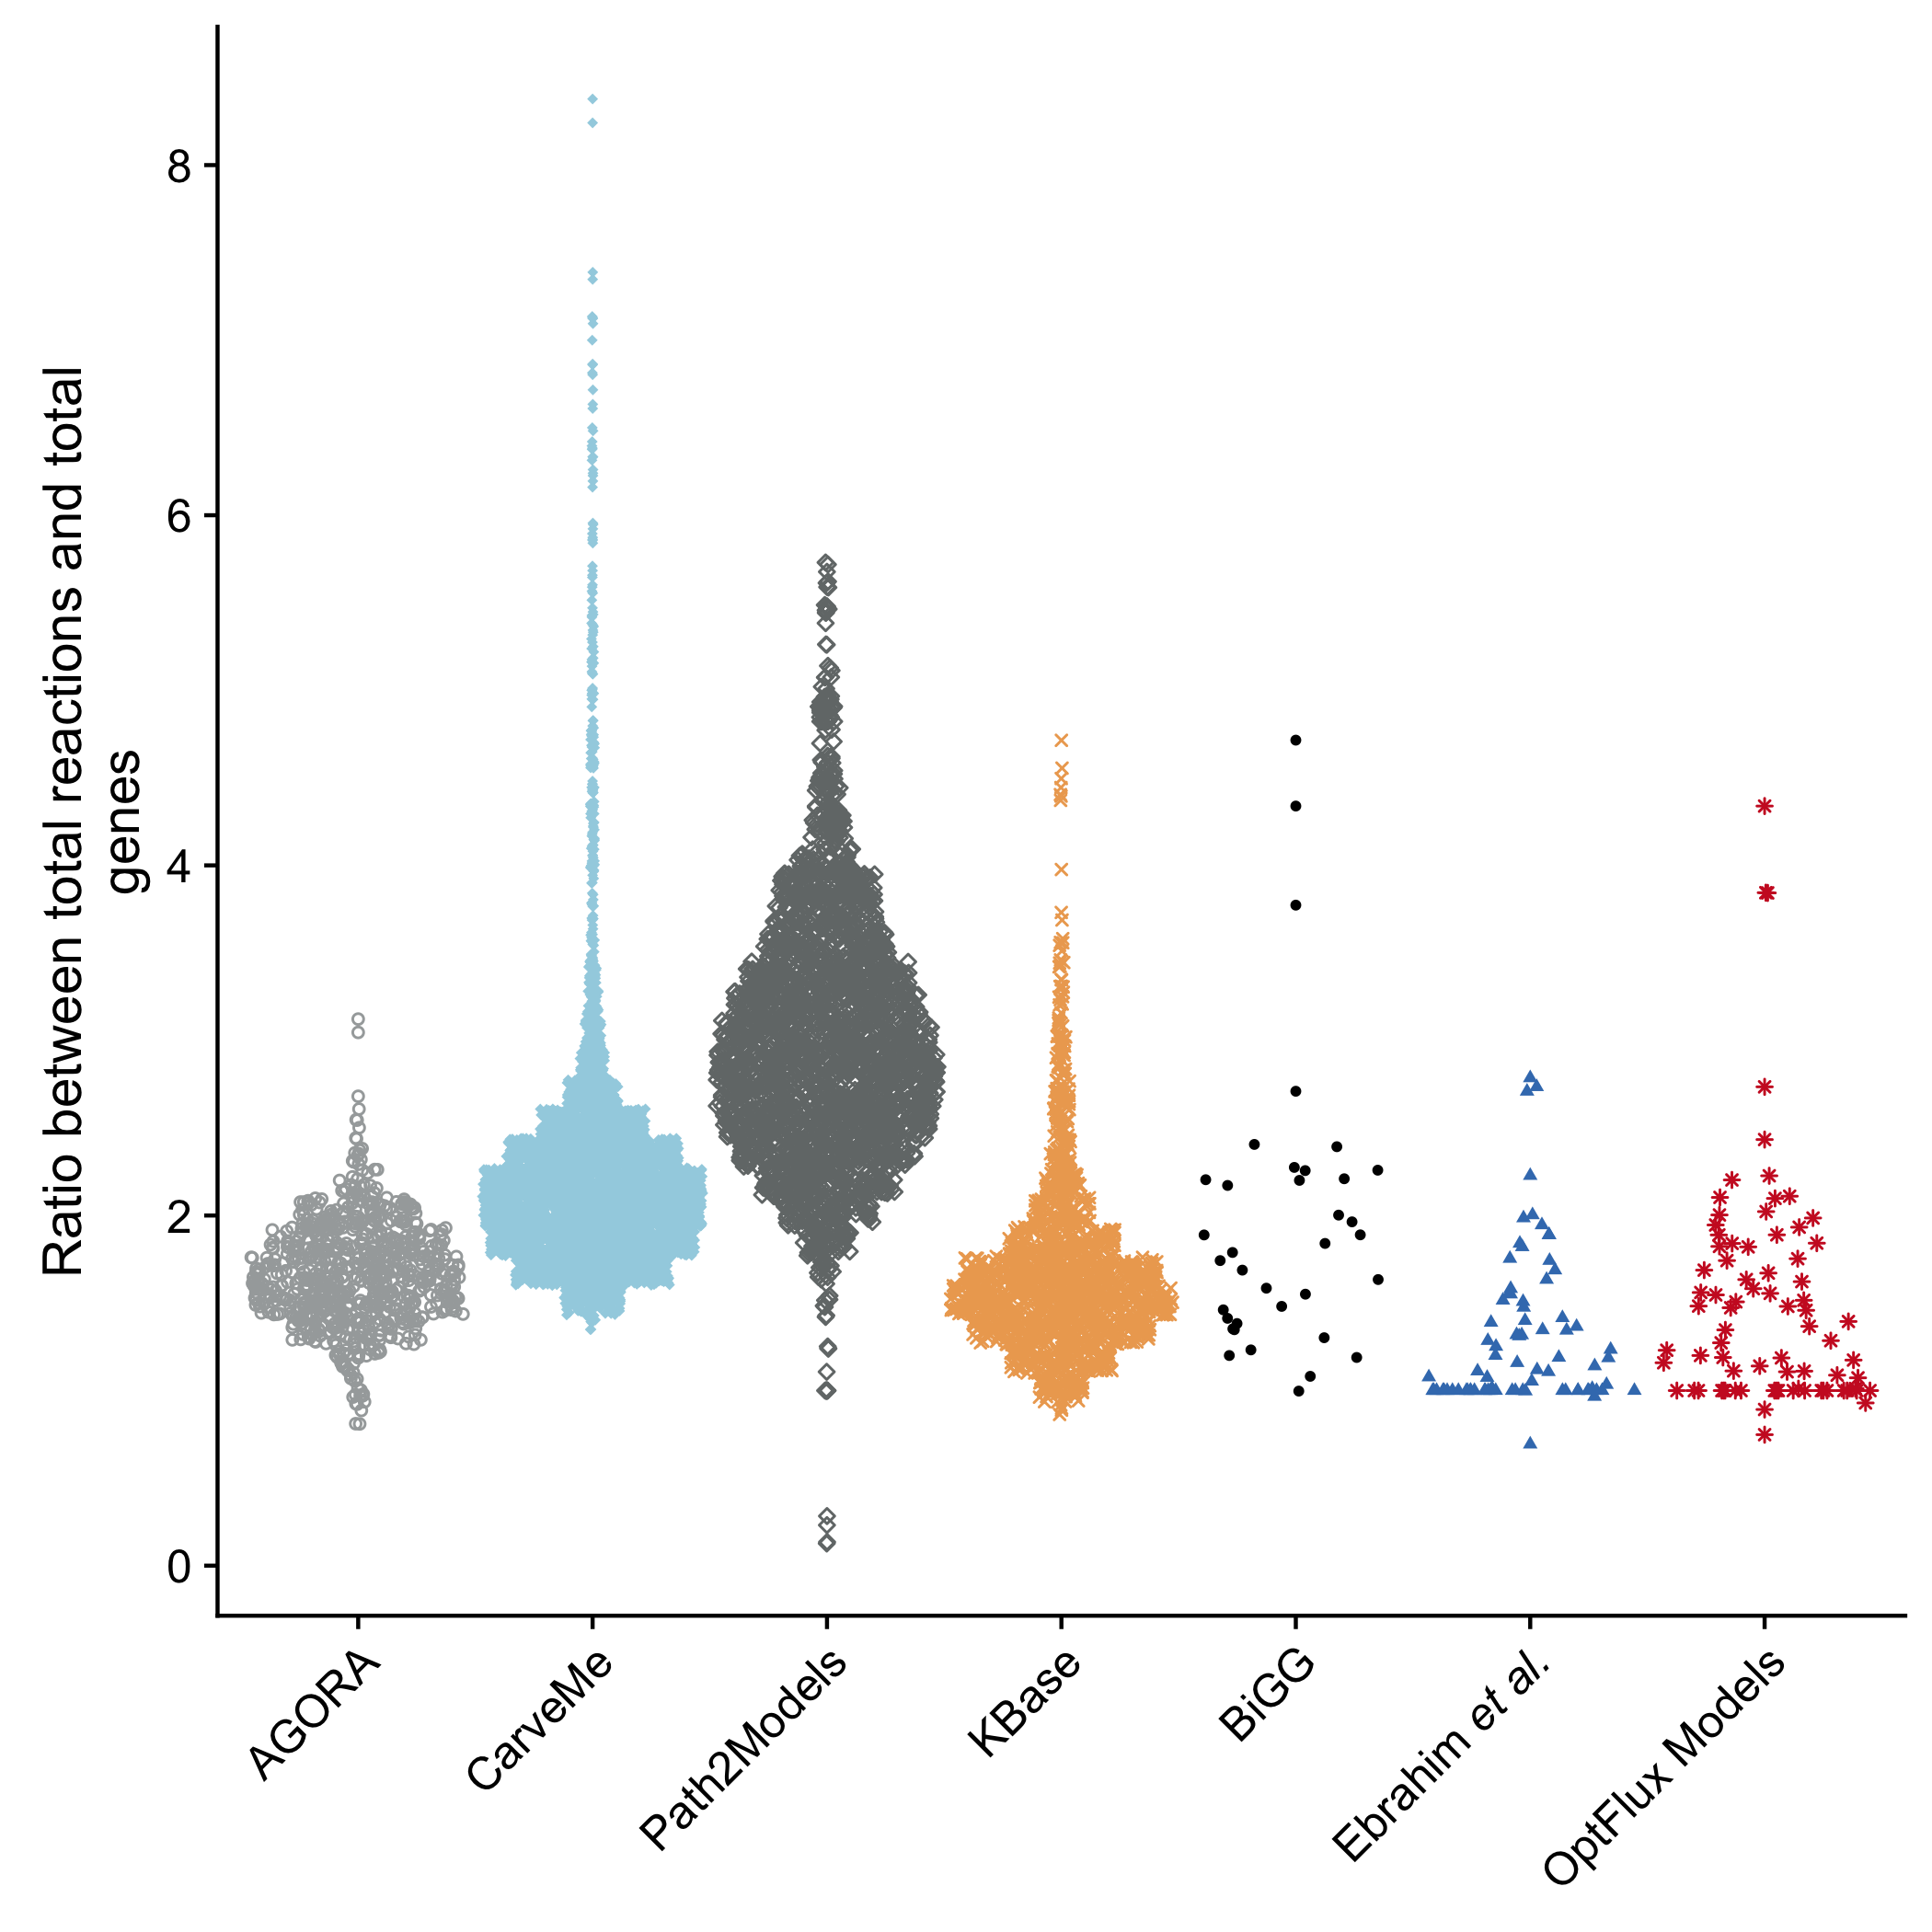 Ratio between total reactions and total
genes
8
6
4
2
0
AGORA
CarveMe
Path2Models
KBase
BiGG
Ebrahim et al.
OptFlux Models